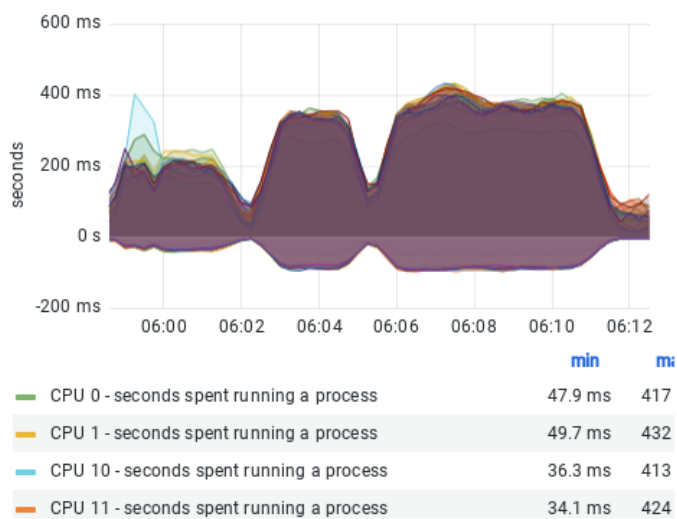 600 ms
400 ms
200 ms
0 s
-200 ms
seconds
06:00 06:02 06:04 06:06 06:08 06:10 06:12
min
CPU 0 - seconds spent running a process 47.9 ms 417
CPU 1 - seconds spent running a process 49.7 ms 432
CPU 10 - seconds spent running a process 36.3 ms 413
CPU 11 - seconds spent running a process 34.1 ms 424